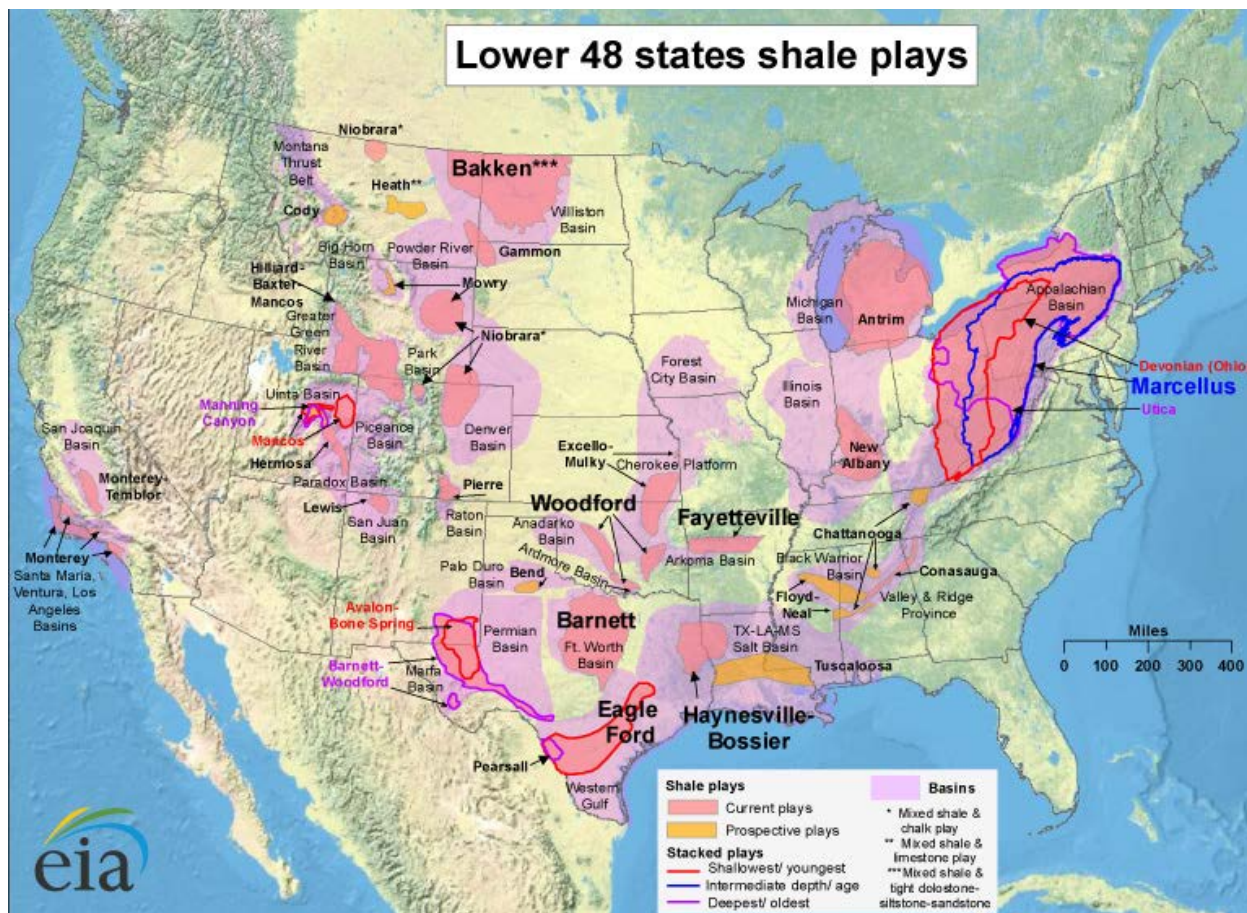 Lower 48 states shale plays
Niobrara*
Montana
Thrust
Belt
Bakken***
Heath**
Cody
Williston
Basin
Big Horn
Basin
Powder River
Basin
Gammon
Hilliard-
Baxter
Mancos
Mowry
Greater
Green
River
Basin
Niobrara*
Park
Basin
Michigan
Basin
Antrim
Appalachian
Basin
Devonian (Ohio
Marcellus
Utica
Forest
City Basin
Illinois
Basin
Uinta Basin
Manning
Canyon
Mancos
Piceance
Basin
Denver
Basin
San Joaquin
Basin
Hermosa
Excello-
Mulky
Cherokee Platform
New
Albany
Monterey-
Temblor
Paradox Basin
Pierre
Lewis
San Juan
Basin
Raton
Basin
Woodford
Anadarko
Basin
Fayetteville
Chattanooga
Arkoma Basin
Black Warrior
Basin
Ardmore Basin
Monterey
Santa Maria,
Ventura, Los
Angeles
Basins
Palo Duro
Basin
Bend
Conasauga
Floyd-
Neal
Valley & Ridge
Province
Avalon-
Bone Spring
Permian
Basin
Barnett
Ft. Worth
Basin
TX-LA-MS
Salt Basin
Tuscaloosa
Barnett-
Woodford
Marfa
Basin
Eagle
Ford
Haynesville-
Bossier
Pearsall
Western
Gulf
Miles
0 100 200 300 400
Shale plays
Current plays
Prospective plays
Stacked plays
Shallowest/ youngest
Intermediate depth/ age
Deepest/ oldest
Basins
* Mixed shale &
chalk play
** Mixed shale &
limestone play
***Mixed shale &
tight dolostone-
siltstone-sandstone
eia